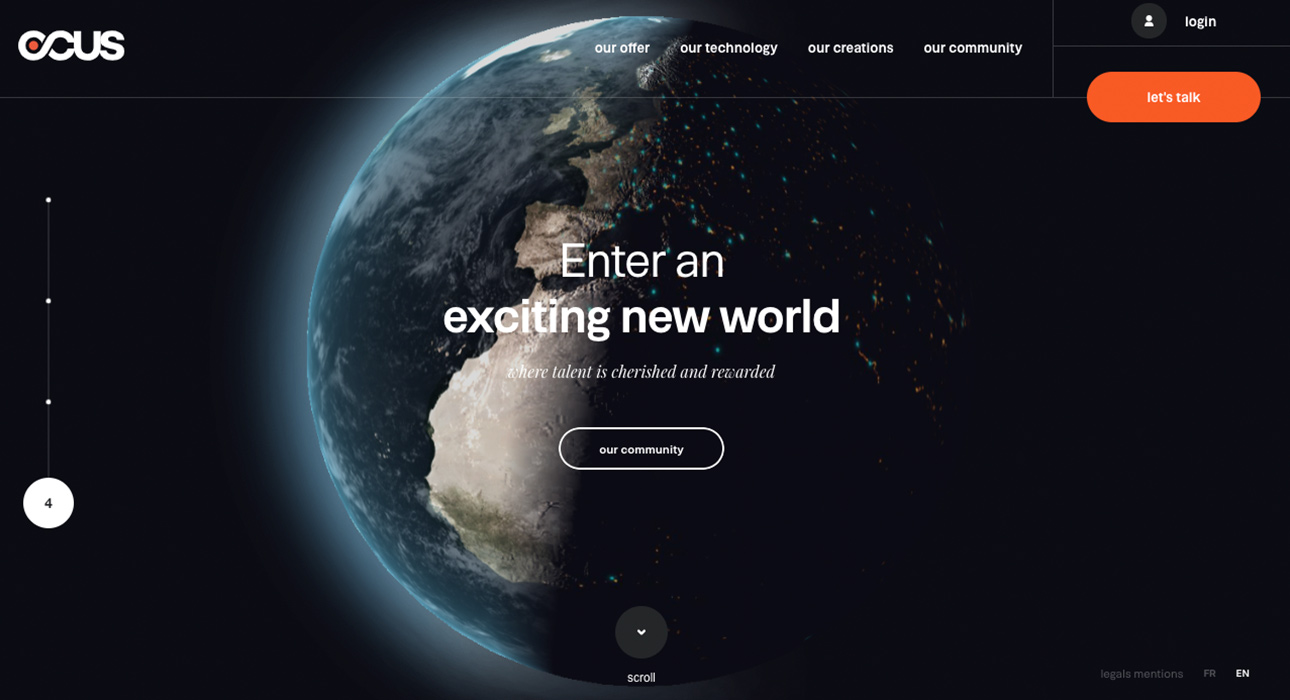 OCUS
our offer
our technology
our creations
our community
login
let's talk
Enter an
exciting new world
where talent is cherished and rewarded
our community
4
scroll
legals mentions FR EN